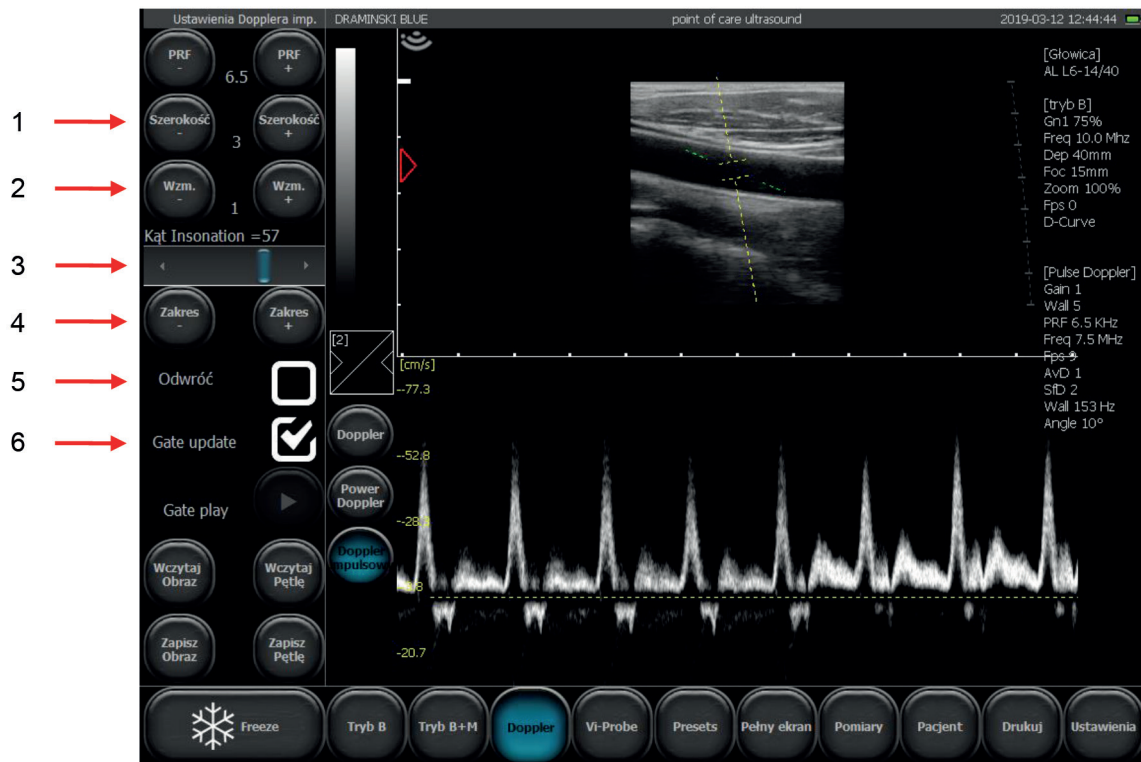 Ustawienia Dopplera imp.
DRAMINSKI BLUE
point of care ultrasound
2019-03-12 12:44:44
PRF
-
6.5
PRF
+
1
Szerokość
-
3
Szerokość
+
2
Wzm.
-
1
Wzm.
+
3
Kąt Insonation =57
4
Zakres
-
Zakres
+
5
Odwróć
6
Gate update
Gate play
Wczytaj
Obraz
Wczytaj
Pętlę
Zapisz
Obraz
Zapisz
Pętlę
[2]
Doppler
Power
Doppler
Doppler
mpulsow
[Głowica]
AL L6-14/40
[tryb B]
Gn1 75%
Freq 10.0 Mhz
Dep 40mm
Foc 15mm
Zoom 100%
Fps 0
D-Curve
[Pulse Doppler]
Gain 1
Wall 5
PRF 6.5 KHz
Freq 7.5 MHz
Fps 9
AvD 1
SfD 2
Wall 153 Hz
Angle 10°
[cm/s]
--77.3
--52.8
-20.7
Freeze
Tryb B
Tryb B+M
Doppler
Vi-Probe
Presets
Pełny ekran
Pomiary
Pacjent
Drukuj
Ustawienia